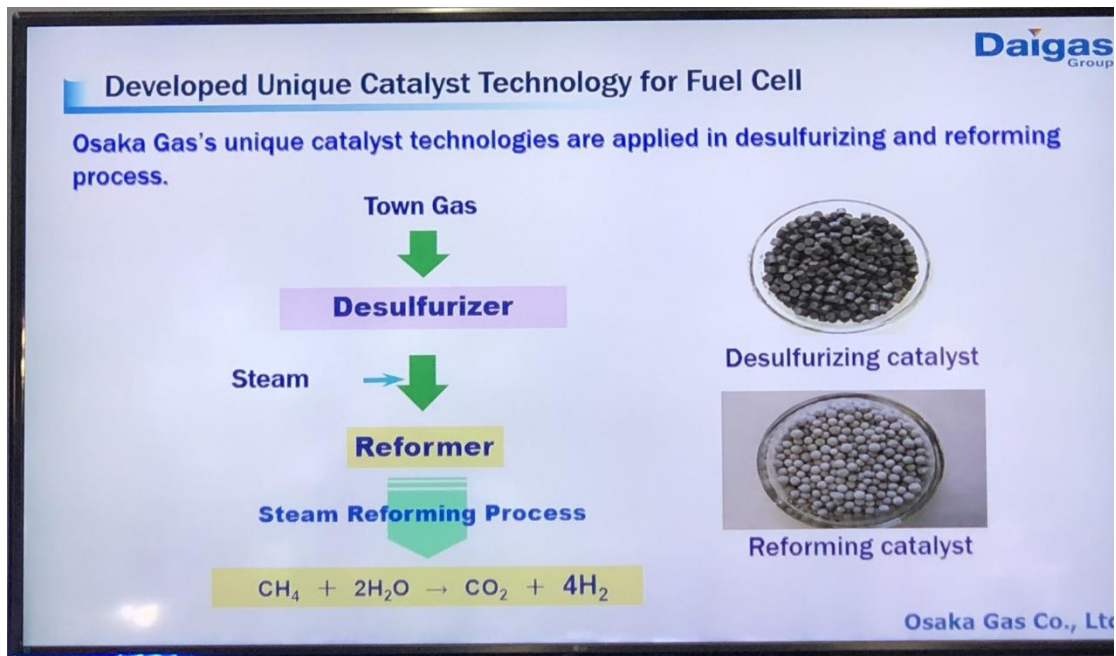 Daigas
Group
Developed Unique Catalyst Technology for Fuel Cell
Osaka Gas's unique catalyst technologies are applied in desulfurizing and reforming
process.
Town Gas
Desulfurizer
Steam
Reformer
Steam Reforming Process
CH₄ + 2H₂O → CO₂ + 4H₂
Desulfurizing catalyst
Reforming catalyst
Osaka Gas Co., Ltd